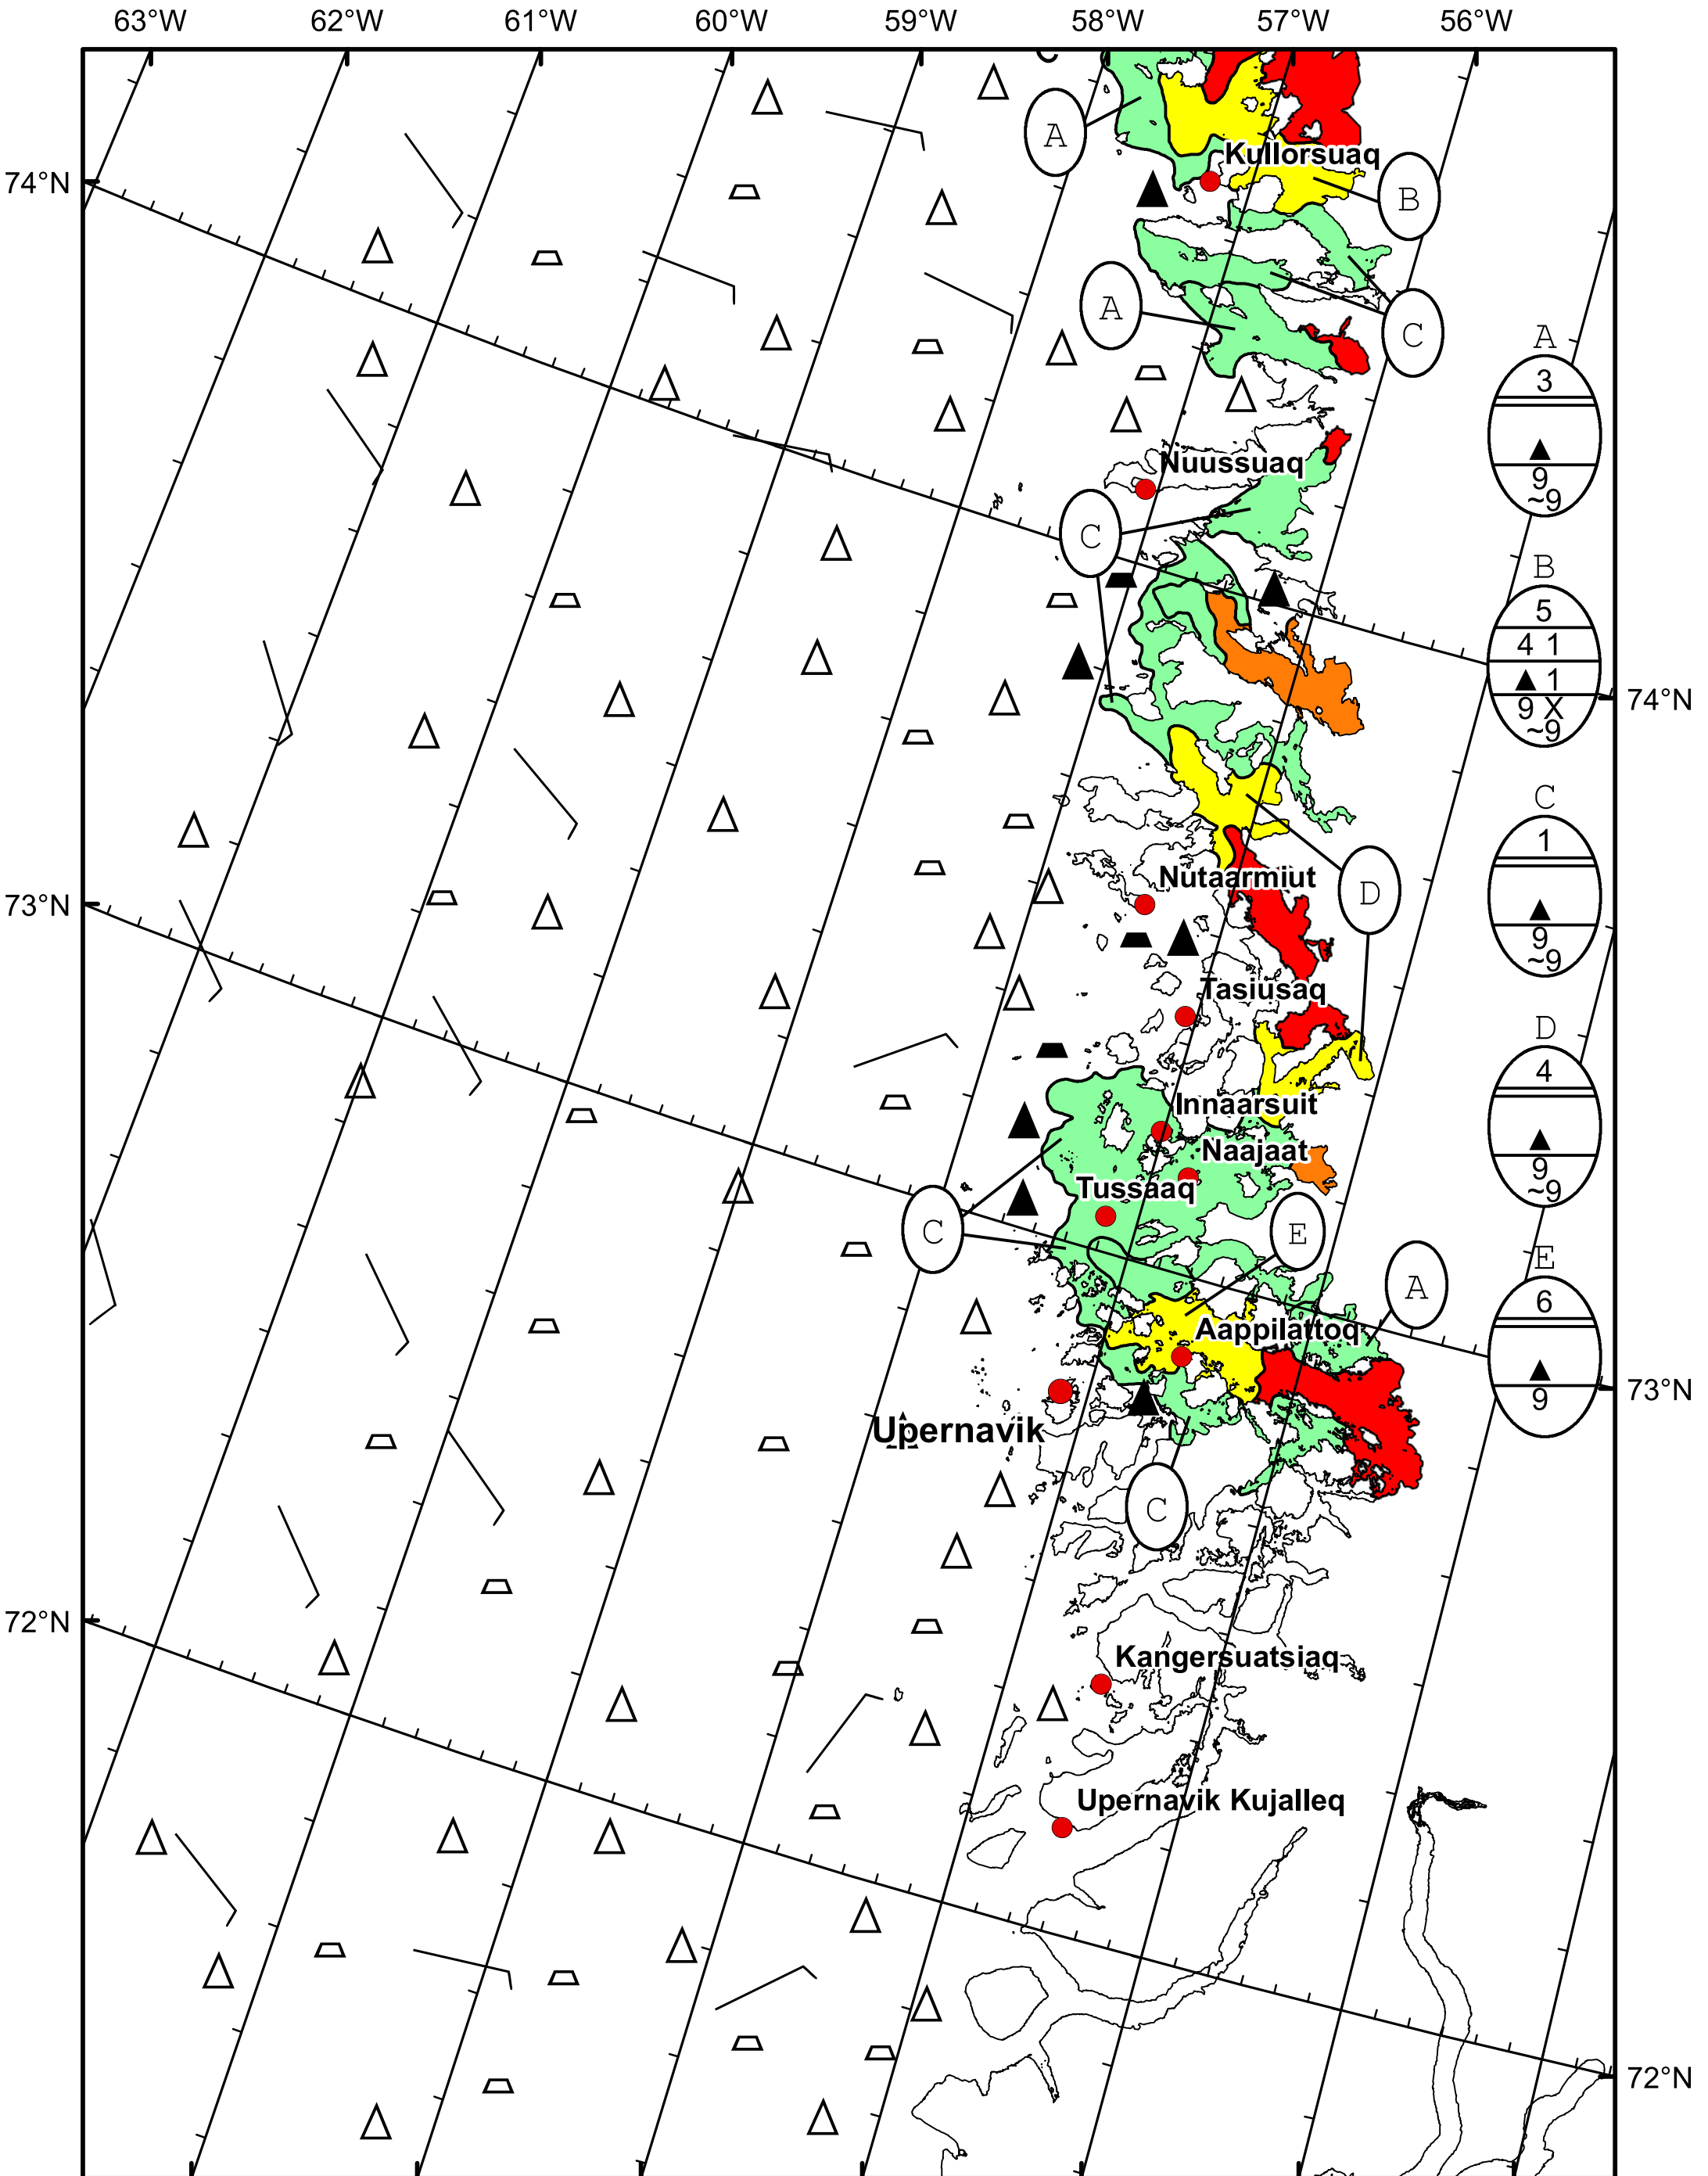 63°W 62°W 61°W 60°W 59°W 58°W 57°W 56°W
A
Kullorsuaq
74°N
B
A
C
A
3
9
~9
Nuussuaq
C
B
5
4 1
1
9 X
~9
74°N
C
1
9
~9
Nutaarmiut
D
73°N
Tasiusaq
D
4
9
~9
Innaarsuit
Naajaat
Tussaaq
C
E
A
E
6
9
Aappilattoq
73°N
Upernavik
C
72°N
Kangersuatsiaq
Upernavik Kujalleq
72°N